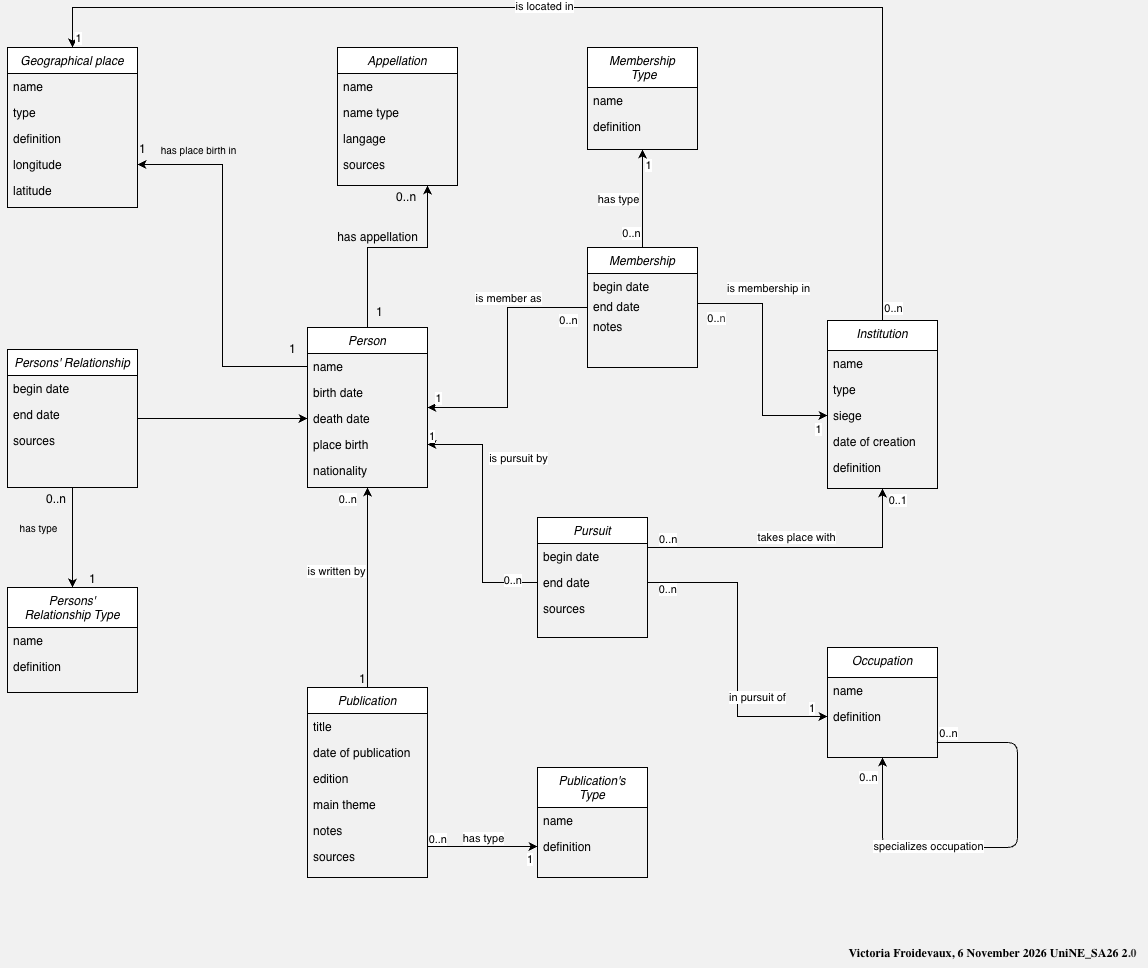 is located in
1
Geographical place
name
type
definition
longitude
latitude
1
has place birth in
1
Appellation
name
name type
langage
sources
0..n
has appellation
1
Membership
Type
name
definition
1
has type
0..n
Membership
begin date
end date
notes
is member as
0..n
1
is membership in
0..n
1
0..n
Institution
name
type
siege
date of creation
definition
0..1
Persons' Relationship
begin date
end date
sources
0..n
has type
1
Persons'
Relationship Type
name
definition
Person
name
birth date
death date
place birth
nationality
0..n
is written by
1
1,
is pursuit by
0..n
Pursuit
begin date
end date
sources
0..n
takes place with
0..n
in pursuit of
1
Occupation
name
definition
0..n
0..n
specializes occupation
Publication
title
date of publication
edition
main theme
notes
sources
0..n
has type
1
Publication's
Type
name
definition
Victoria Froidevaux, 6 November 2026 UniNE_SA26 2.0